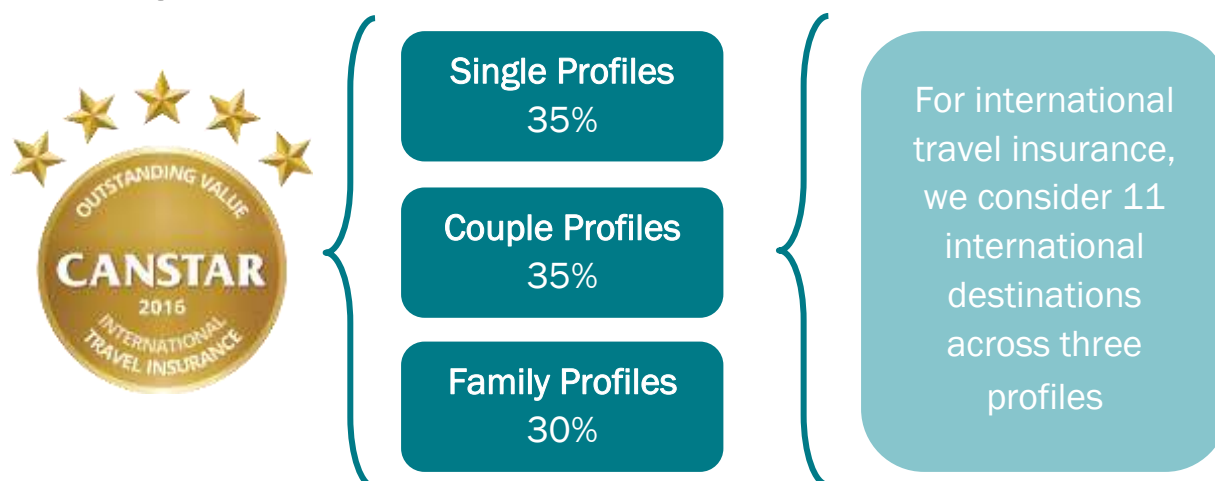 OUTSTANDING VALUE
CANSTAR
2016
INTERNATIONAL
TRAVEL INSURANCE
Single Profiles
35%
Couple Profiles
35%
Family Profiles
30%
For international
travel insurance,
we consider 11
international
destinations
across three
profiles